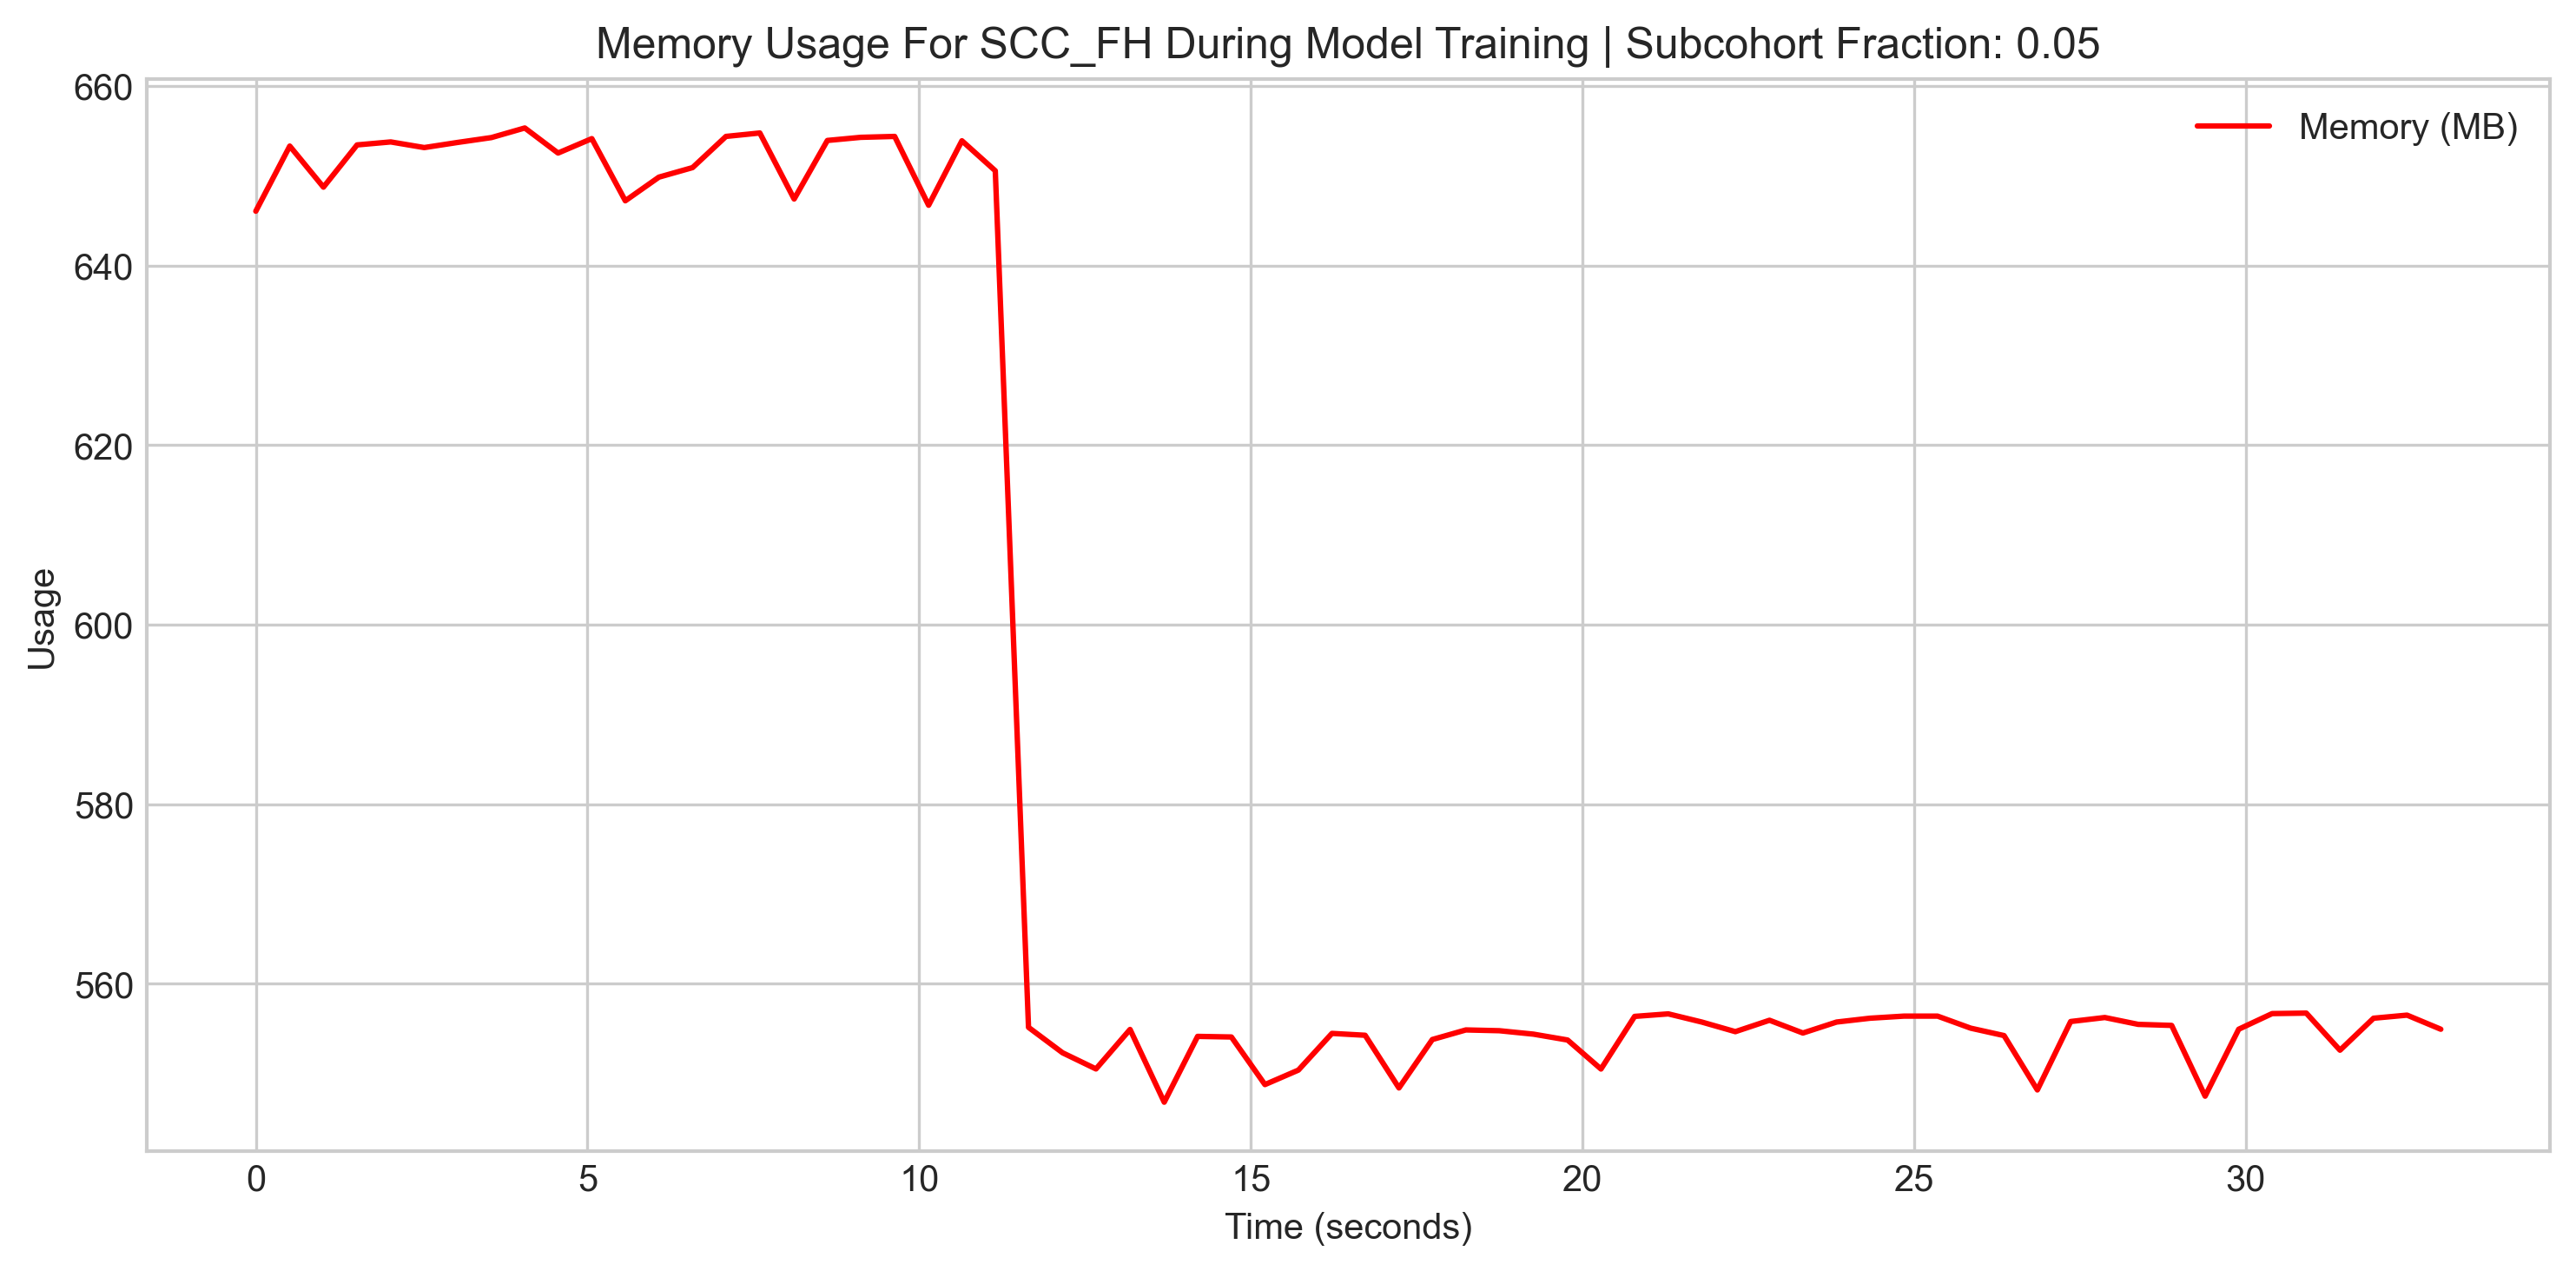 Memory Usage For SCC_FH During Model Training | Subcohort Fraction: 0.05
Memory (MB)
660
640
620
600
580
560
Usage
0 5 10 15 20 25 30
Time (seconds)